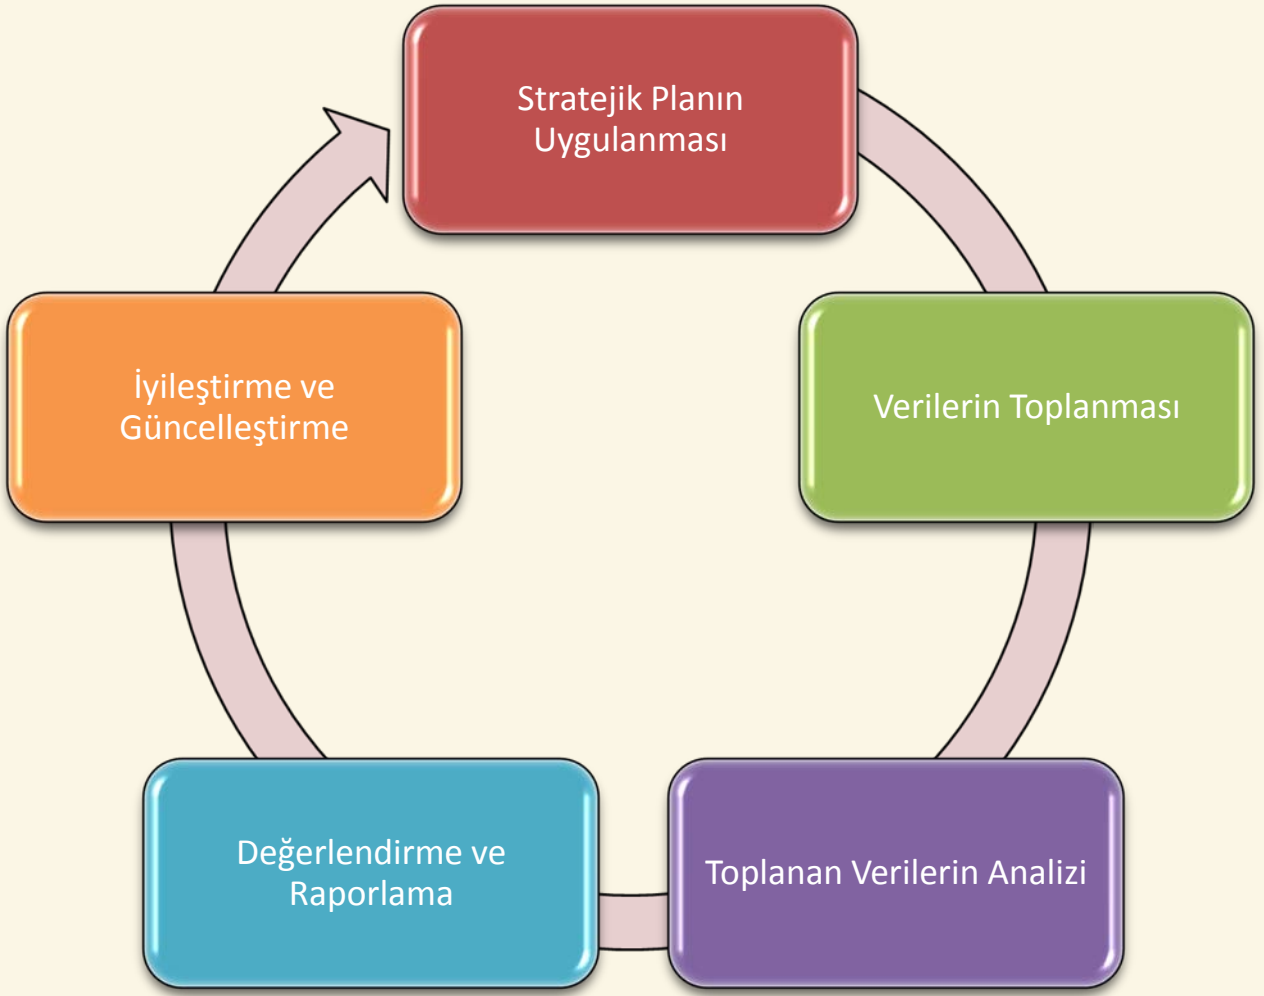 Stratejik Planın
Uygulanması
Verilerin Toplanması
Toplanan Verilerin Analizi
Değerlendirme ve
Raporlama
İyileştirme ve
Güncelleştirme